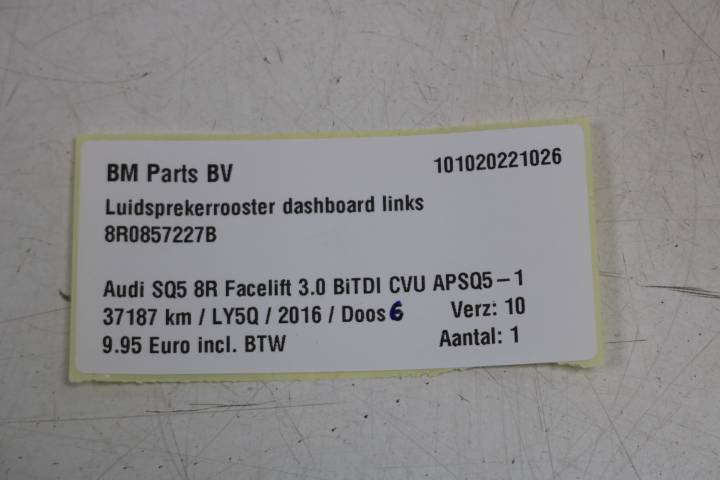 BM Parts BV 101020221026
Luidsprekerrooster dashboard links
8R0857227B
Audi SQ5 8R Facelift 3.0 BiTDI CVU APSQ5-1
37187 km / LY5Q / 2016 / Doos 6 Verz: 10
9.95 Euro incl. BTW Aantal: 1